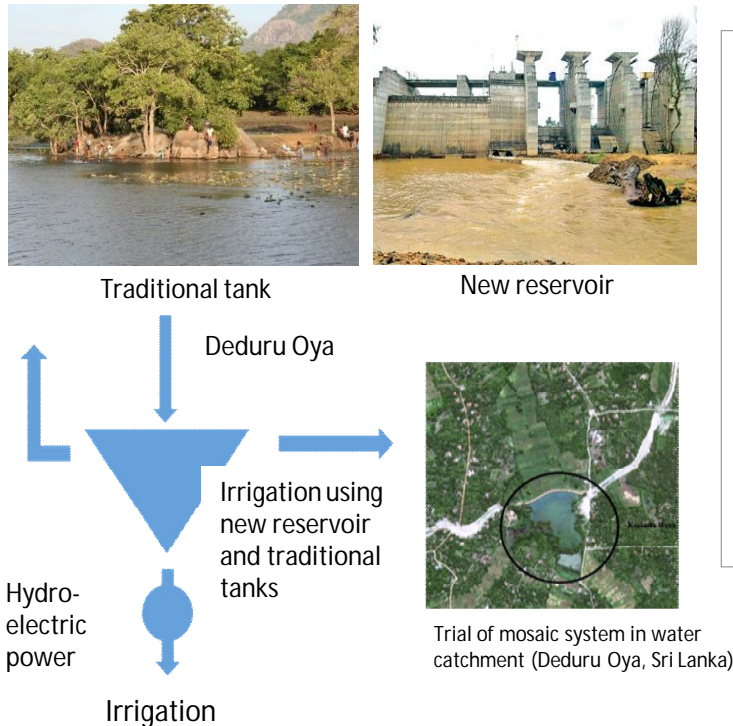 Traditional tank
New reservoir
Deduru Oya
Irrigation using
new reservoir
and traditional
tanks
Hydro-
electric
power
Irrigation
Trial of mosaic system in water
catchment (Deduru Oya, Sri Lanka)